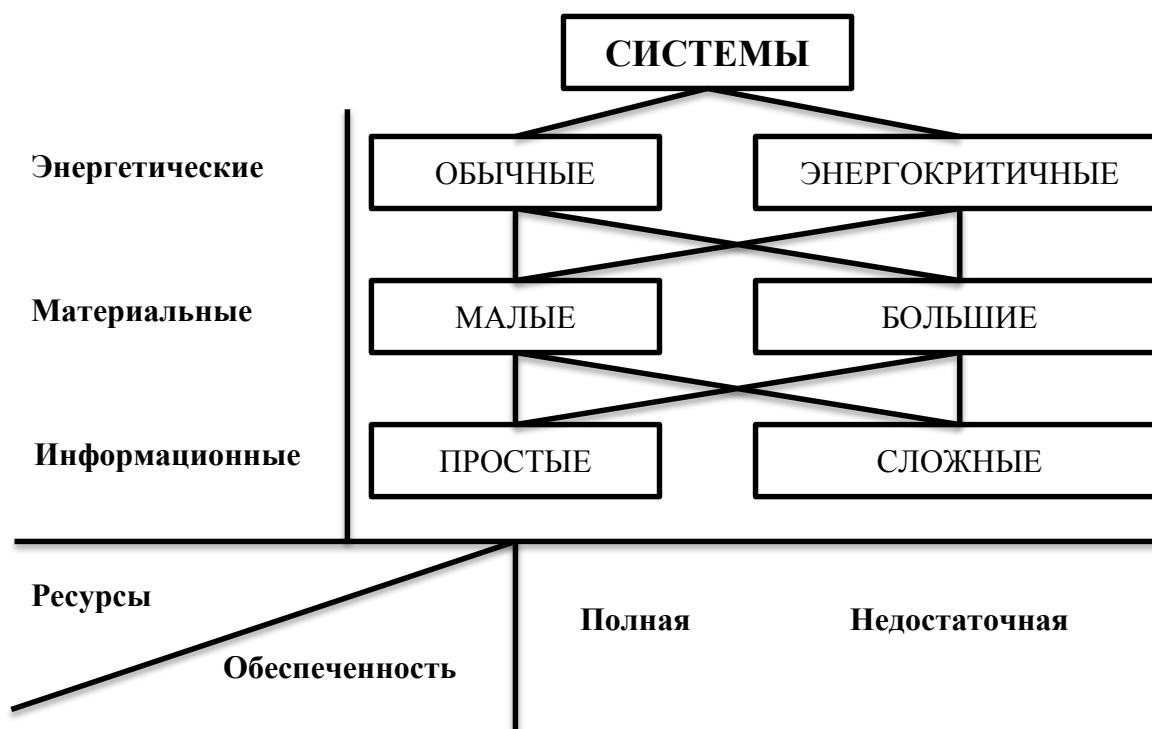 СИСТЕМЫ
Энергетические
ОБЫЧНЫЕ
ЭНЕРГОКРИТИЧНЫЕ
Материальные
МАЛЫЕ
БОЛЬШИЕ
Информационные
ПРОСТЫЕ
СЛОЖНЫЕ
Ресурсы
Обеспеченность
Полная
Недостаточная